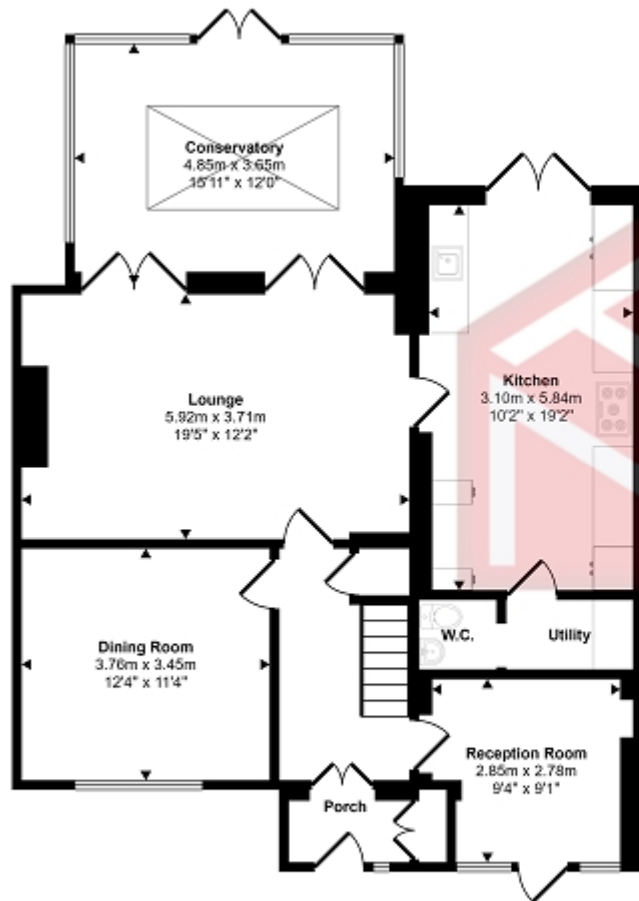 Conservatory
4.85m x 3.65m
15'11" x 12'0"
Lounge
5.92m x 3.71m
19'5" x 12'2"
Kitchen
3.10m x 5.84m
10'2" x 19'2"
Dining Room
3.76m x 3.45m
12'4" x 11'4"
W.C.
Utility
Reception Room
2.85m x 2.78m
9'4" x 9'1"
Porch